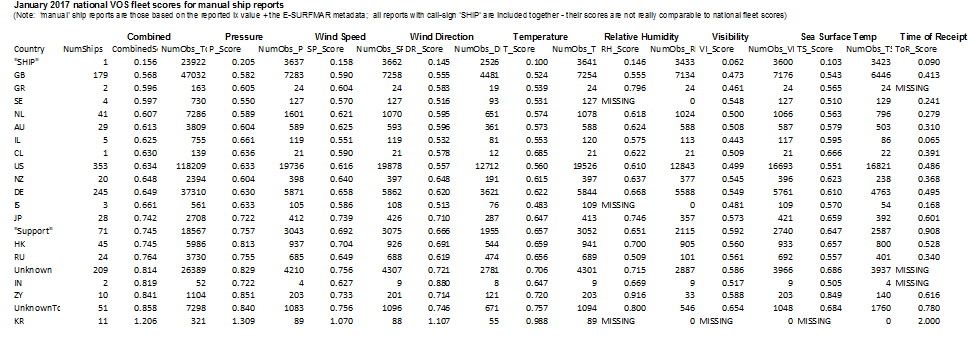 January 2017 national VOS fleet scores for manual ship reports
(Note: 'manual' ship reports are those based on the reported ix value + the E-SURFMAR metadata; all reports with call-sign 'SHIP' are included together - their scores are not really comparable to national fleet scores)
Combined Pressure Wind Speed Wind Direction Temperature Relative Humidity Visibility Sea Surface Temp Time of Receipt
Country NumShips CombinedS NumObs_T P_Score NumObs_P SP_Score NumObs_SF DR_Score NumObs_D T_Score NumObs_T RH_Score NumObs_R VI_Score NumObs_VI TS_Score NumObs_TS ToR_Score
"SHIP" 1 0.156 23922 0.205 3637 0.158 3662 0.145 2526 0.100 3641 0.146 3433 0.062 3600 0.103 3423 0.090
GB 179 0.568 47032 0.582 7283 0.590 7258 0.555 4481 0.524 7254 0.555 7134 0.473 7176 0.543 6446 0.413
GR 2 0.596 163 0.605 24 0.604 24 0.583 19 0.539 24 0.796 24 0.461 24 0.565 24 MISSING
SE 4 0.597 730 0.550 127 0.570 127 0.516 93 0.531 127 MISSING 0 0.548 127 0.510 129 0.241
NL 41 0.607 7286 0.589 1601 0.621 1070 0.595 651 0.574 1078 0.618 1024 0.500 1066 0.563 796 0.279
AU 29 0.613 3809 0.604 589 0.625 593 0.596 361 0.573 588 0.624 588 0.508 587 0.579 503 0.310
IL 5 0.625 755 0.661 119 0.551 119 0.532 81 0.553 120 0.575 113 0.443 117 0.595 86 0.065
CL 1 0.630 139 0.636 21 0.590 21 0.578 12 0.685 21 0.622 21 0.509 21 0.666 22 0.391
US 353 0.634 118209 0.633 19736 0.616 19878 0.557 12712 0.560 19526 0.610 12843 0.499 16693 0.551 16821 0.486
NZ 20 0.648 2394 0.604 398 0.640 397 0.648 191 0.615 397 0.637 377 0.545 396 0.623 238 0.368
DE 245 0.649 37310 0.630 5871 0.658 5862 0.620 3621 0.622 5844 0.668 5588 0.549 5761 0.610 4763 0.495
IS 3 0.661 561 0.633 105 0.586 108 0.513 76 0.483 109 MISSING 0 0.481 109 0.570 54 0.168
JP 28 0.742 2708 0.722 412 0.739 426 0.710 287 0.647 413 0.746 357 0.573 421 0.659 392 0.601
"Support" 71 0.745 18567 0.757 3043 0.692 3075 0.666 1955 0.657 3052 0.651 2115 0.592 2740 0.647 2587 0.908
HK 45 0.745 5986 0.813 937 0.704 926 0.691 544 0.659 941 0.700 905 0.560 933 0.657 800 0.528
RU 24 0.764 3730 0.755 685 0.649 688 0.619 474 0.656 689 0.509 101 0.561 692 0.557 401 0.340
Unknown 209 0.814 26389 0.829 4210 0.756 4307 0.721 2781 0.706 4301 0.715 2887 0.586 3966 0.686 3937 MISSING
IN 2 0.819 52 0.722 4 0.627 9 0.880 8 0.647 9 0.669 9 0.517 9 0.505 4 MISSING
ZY 10 0.841 1104 0.851 203 0.733 201 0.714 121 0.720 203 0.916 33 0.588 203 0.849 140 0.616
UnknownTc 51 0.858 7298 0.840 1083 0.756 1096 0.746 671 0.757 1094 0.800 546 0.654 1048 0.684 1760 0.780
KR 11 1.206 321 1.309 89 1.070 88 1.107 55 0.988 89 MISSING 0 MISSING 0 MISSING 0 2.000